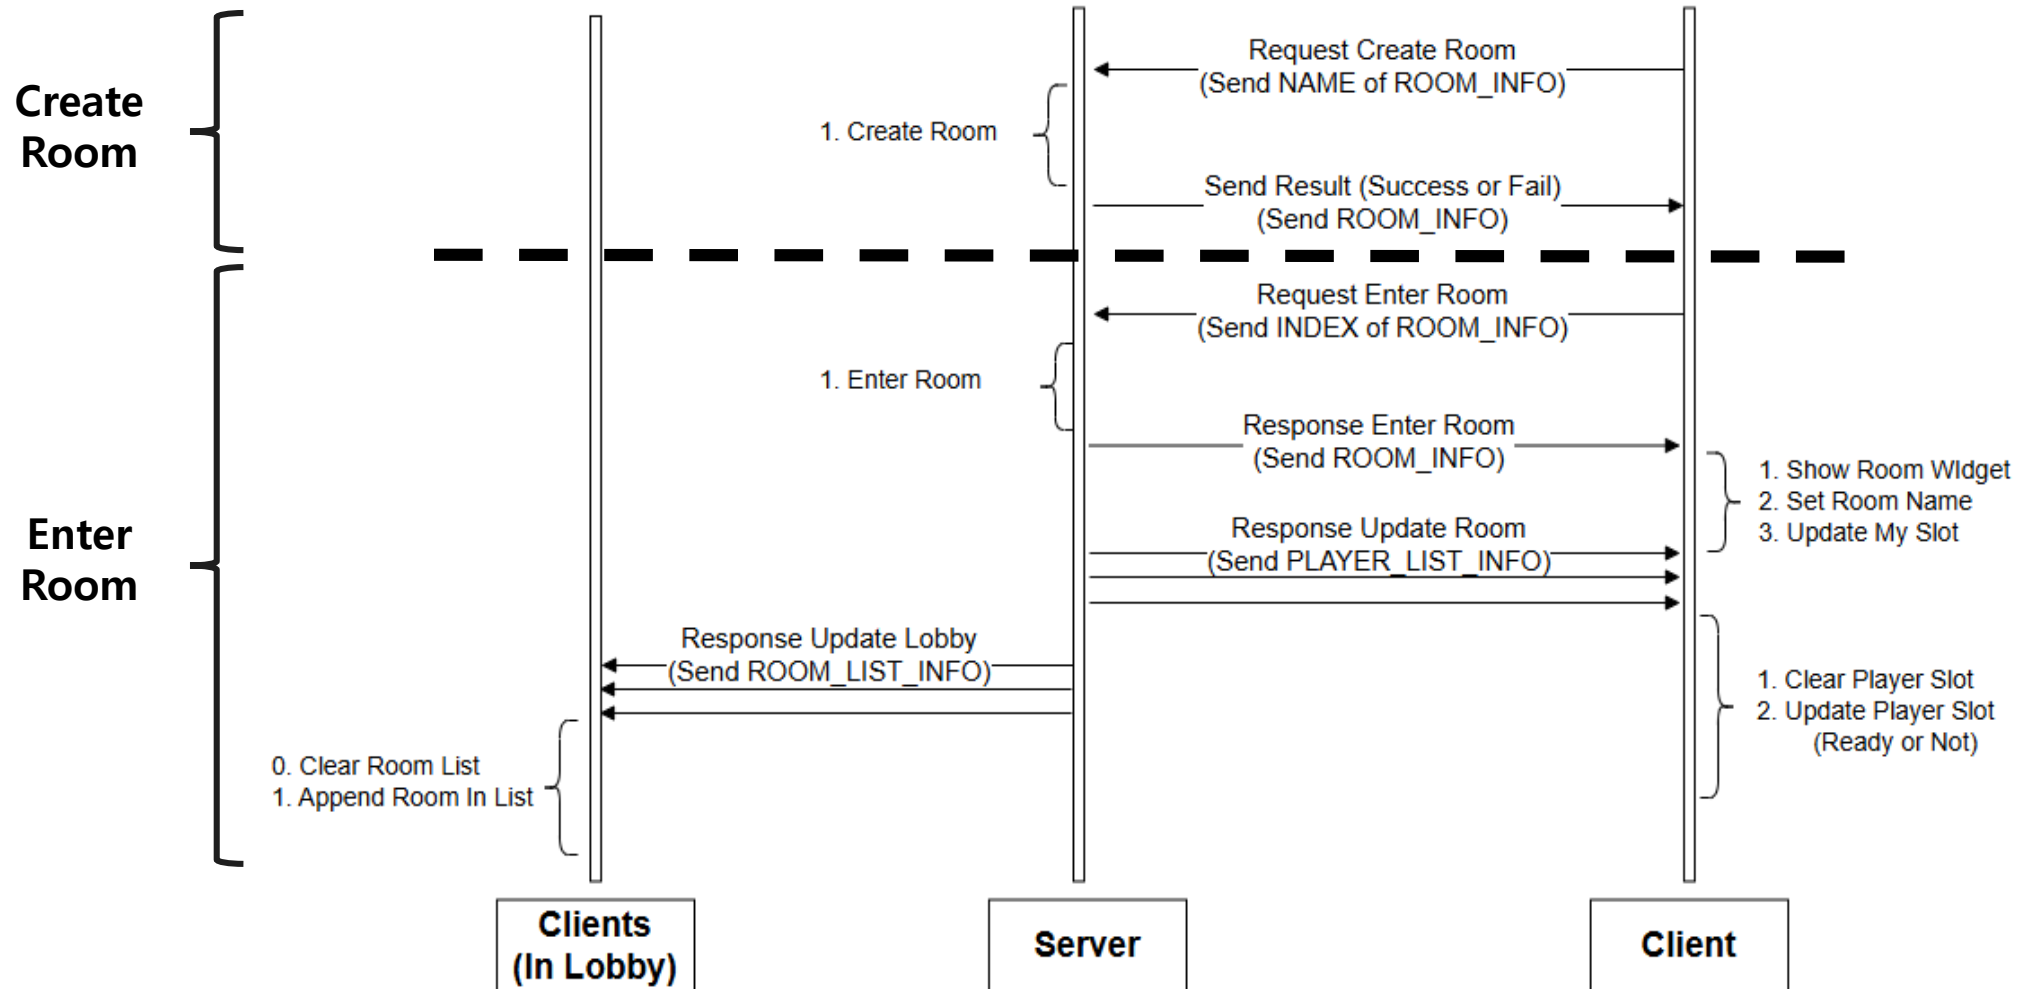 Create
Room
Request Create Room
(Send NAME of ROOM_INFO)
1. Create Room
Send Result (Success or Fail)
(Send ROOM_INFO)
Enter
Room
Request Enter Room
(Send INDEX of ROOM_INFO)
1. Enter Room
Response Enter Room
(Send ROOM_INFO)
1. Show Room WIdget
2. Set Room Name
3. Update My Slot
Response Update Room
(Send PLAYER_LIST_INFO)
Response Update Lobby
(Send ROOM_LIST_INFO)
1. Clear Player Slot
2. Update Player Slot
(Ready or Not)
0. Clear Room List
1. Append Room In List
Clients
(In Lobby)
Server
Client